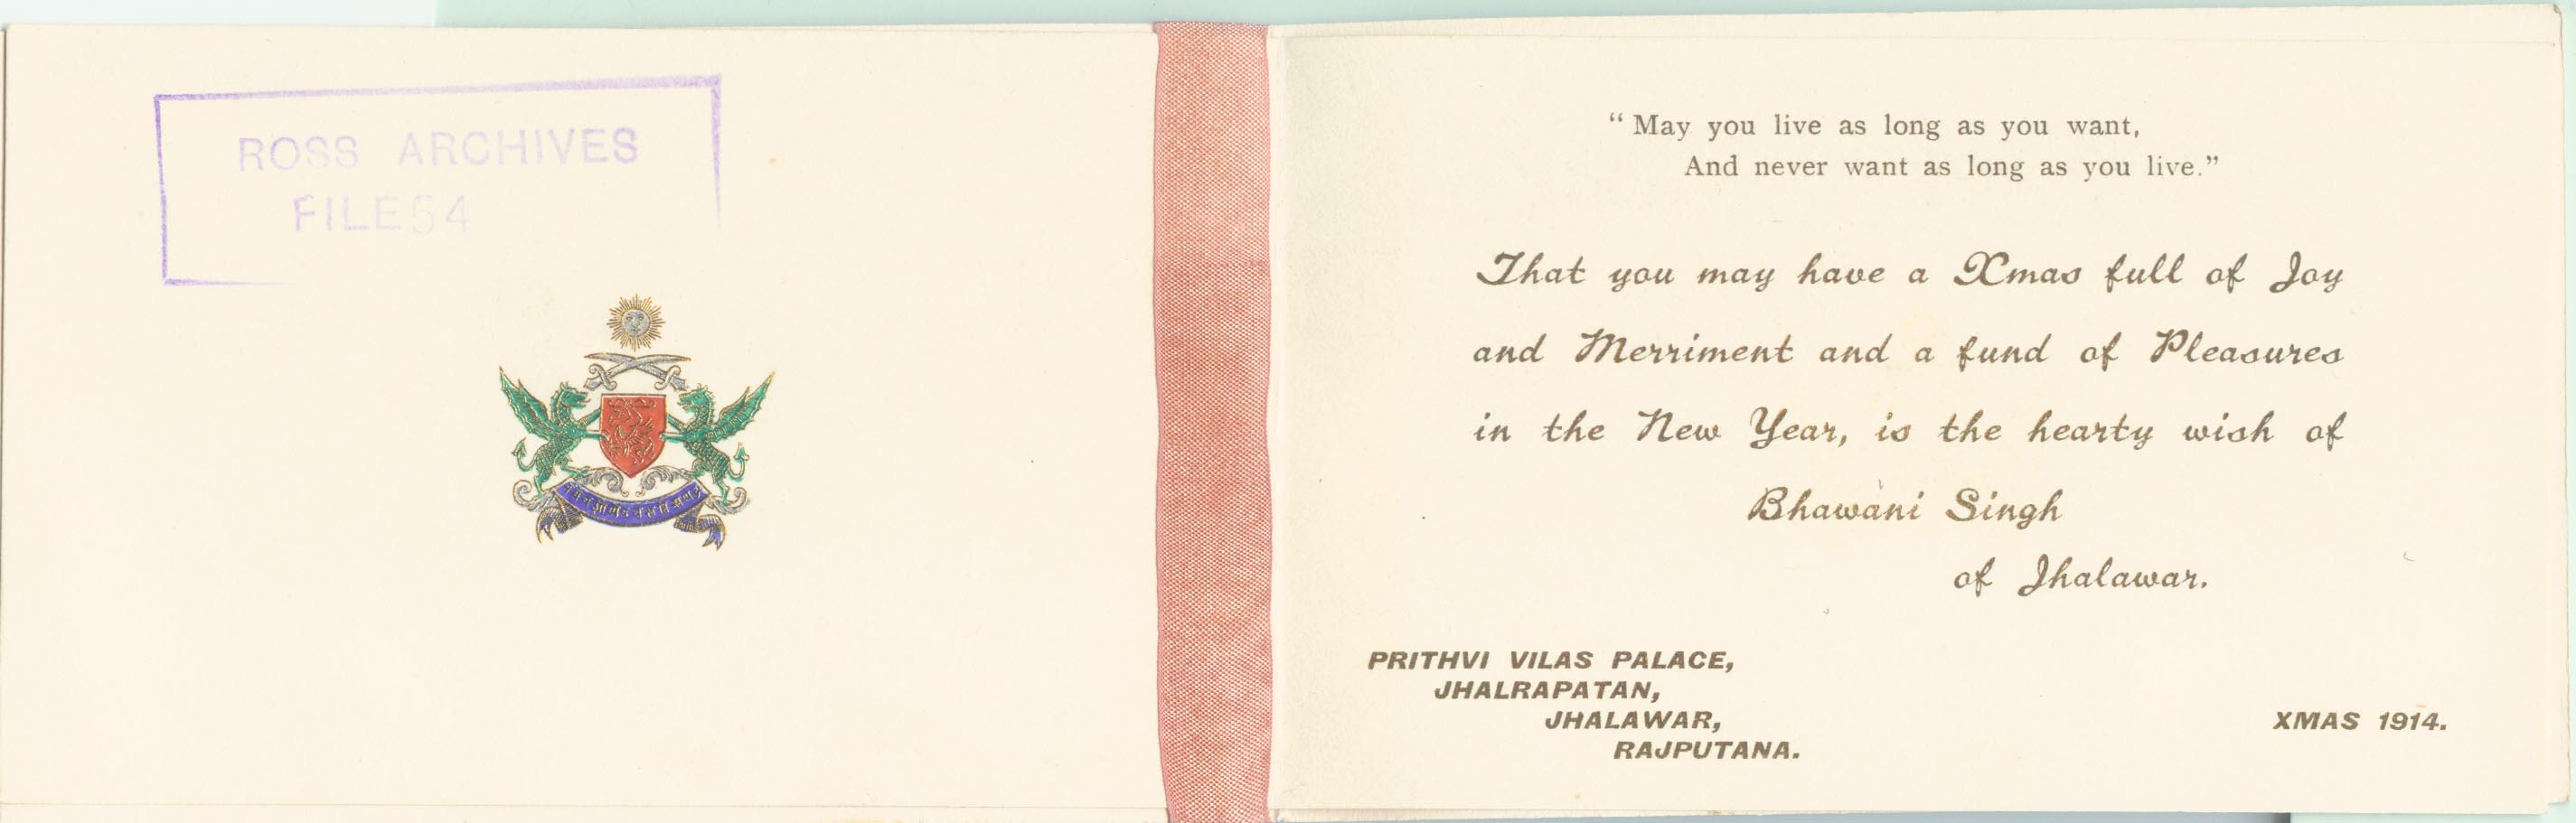 ROSS ARCHIVES
FILE 54
“ May you live as long as you want,
And never want as long as you live.”
That you may have a Xmas full of Joy
and Merriment and a fund of Pleasures
in the New Year, is the hearty wish of
Bhawani Singh
of Jhalawar.
PRITHVI VILAS PALACE,
JHALRAPATAN,
JHALAWAR,
RAJPUTANA.
XMAS 1914.